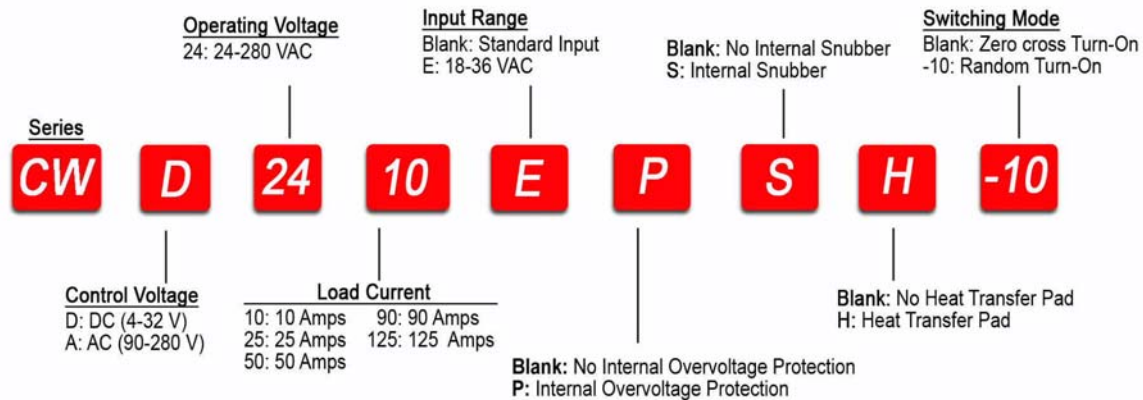 Operating Voltage
24: 24-280 VAC
Input Range
Blank: Standard Input
E: 18-36 VAC
Blank: No Internal Snubber
S: Internal Snubber
Switching Mode
Blank: Zero cross Turn-On
-10: Random Turn-On
Series
CW D 24 10 E P S H -10
Control Voltage
D: DC (4-32 V)
A: AC (90-280 V)
Load Current
10: 10 Amps 90: 90 Amps
25: 25 Amps 125: 125 Amps
50: 50 Amps
Blank: No Internal Overvoltage Protection
P: Internal Overvoltage Protection
Blank: No Heat Transfer Pad
H: Heat Transfer Pad